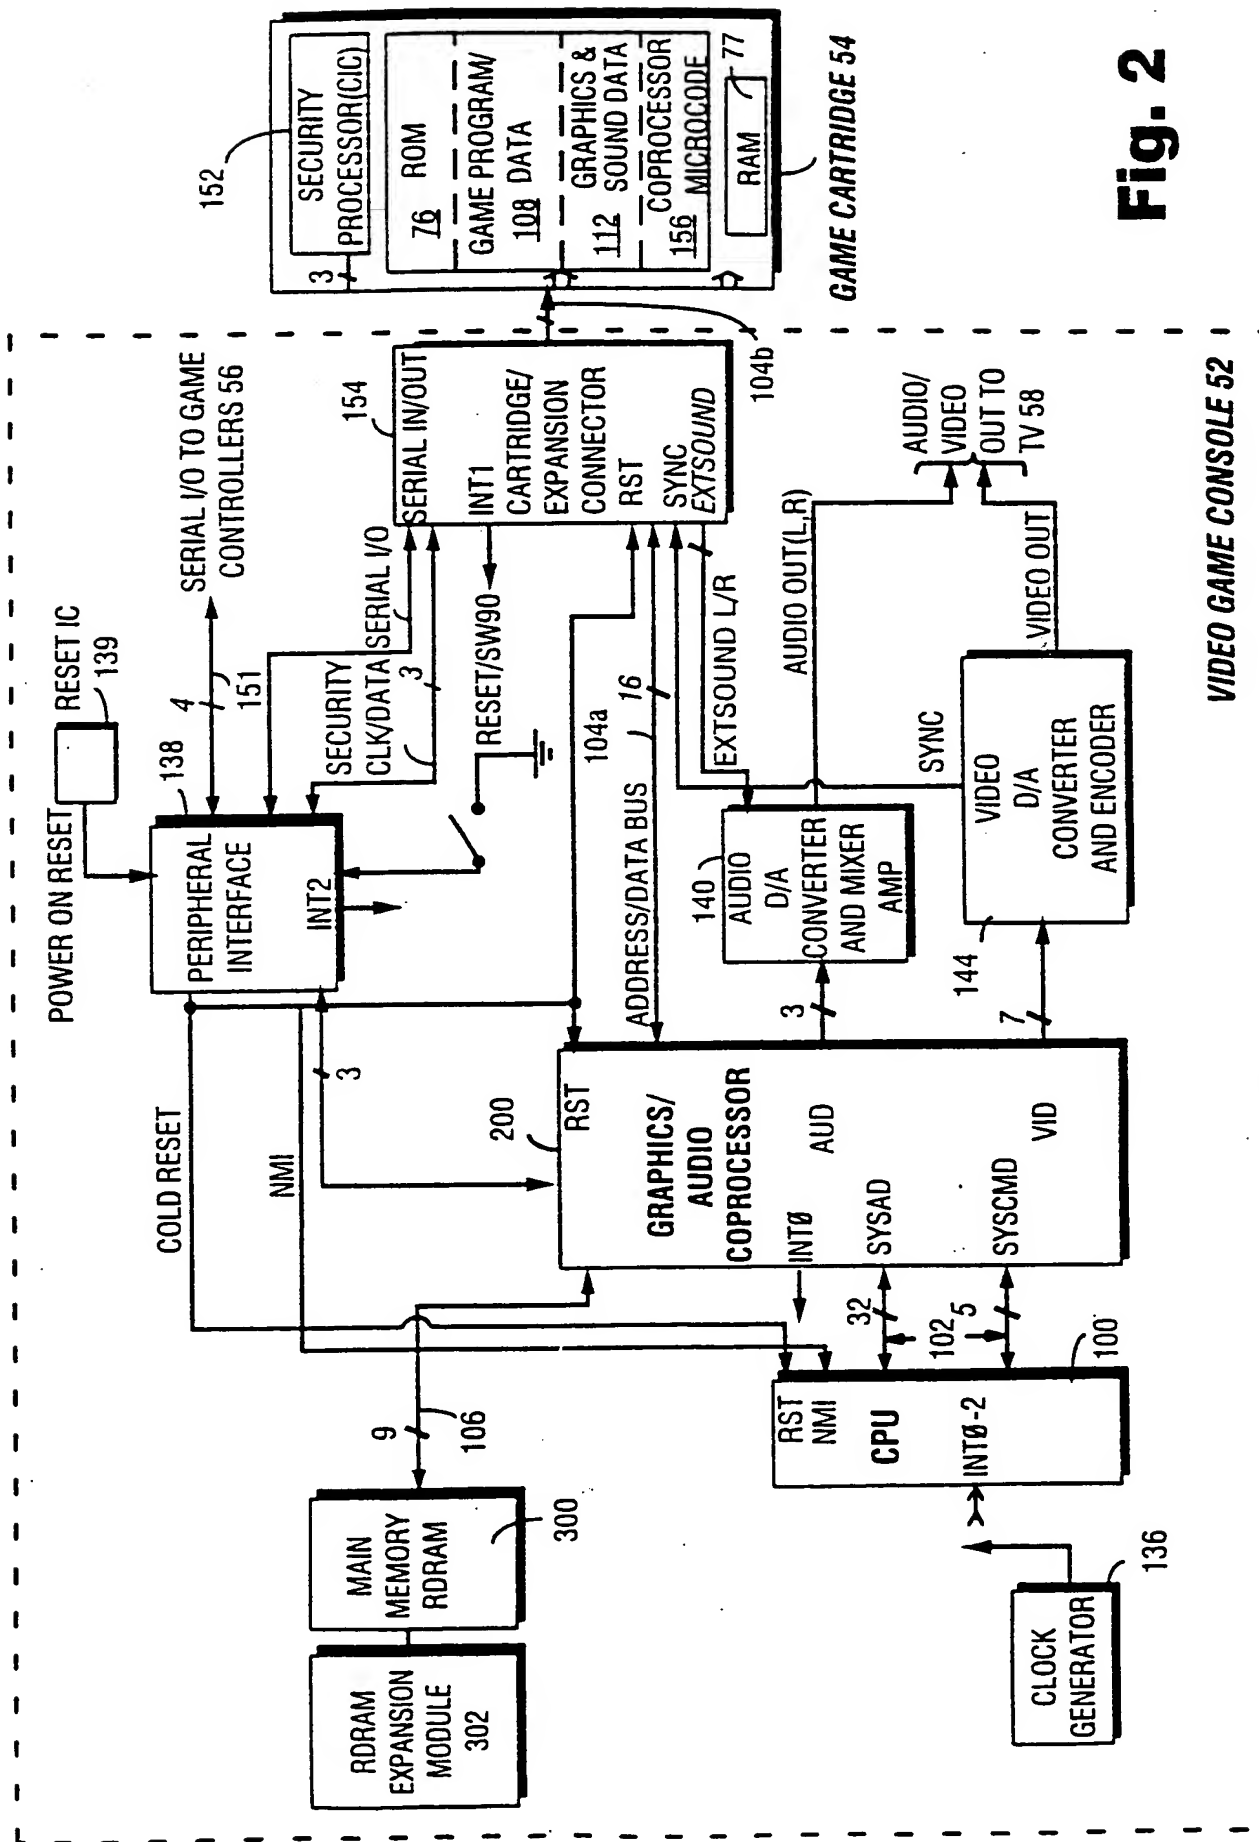 Fig. 2
VIDEO GAME CONSOLE 52
GAME CARTRIDGE 54
POWER ON RESET
RESET IC
139
138
PERIPHERAL
INTERFACE
INT2
COLD RESET
NMI
3
4
151
SERIAL I/O TO GAME
CONTROLLERS 56
SECURITY
CLK/DATA
SERIAL I/O
3
RESET/SW90
154
SERIAL IN/OUT
INT1
CARTRIDGE/
EXPANSION
CONNECTOR
RST
SYNC
EXTSOUND
104b
152
SECURITY
PROCESSOR(CIC)
3
76 ROM
GAME PROGRAM/
108 DATA
GRAPHICS &
112 SOUND DATA
COPROCESSOR
156 MICROCODE
RAM
77
RDRAM
EXPANSION
MODULE
302
MAIN
MEMORY
RDRAM
300
9
106
200
RST
GRAPHICS/
AUDIO
COPROCESSOR
INTØ
AUD
SYSAD
SYSCMD
VID
104a
ADDRESS/DATA BUS
16
EXTSOUND L/R
140
AUDIO
D/A
CONVERTER
AND MIXER
AMP
3
AUDIO OUT(L,R)
AUDIO/
VIDEO
OUT TO
TV 58
SYNC
144
VIDEO
D/A
CONVERTER
AND ENCODER
7
VIDEO OUT
32
102
5
RST
NMI
CPU
INTØ-2
100
CLOCK
GENERATOR
136